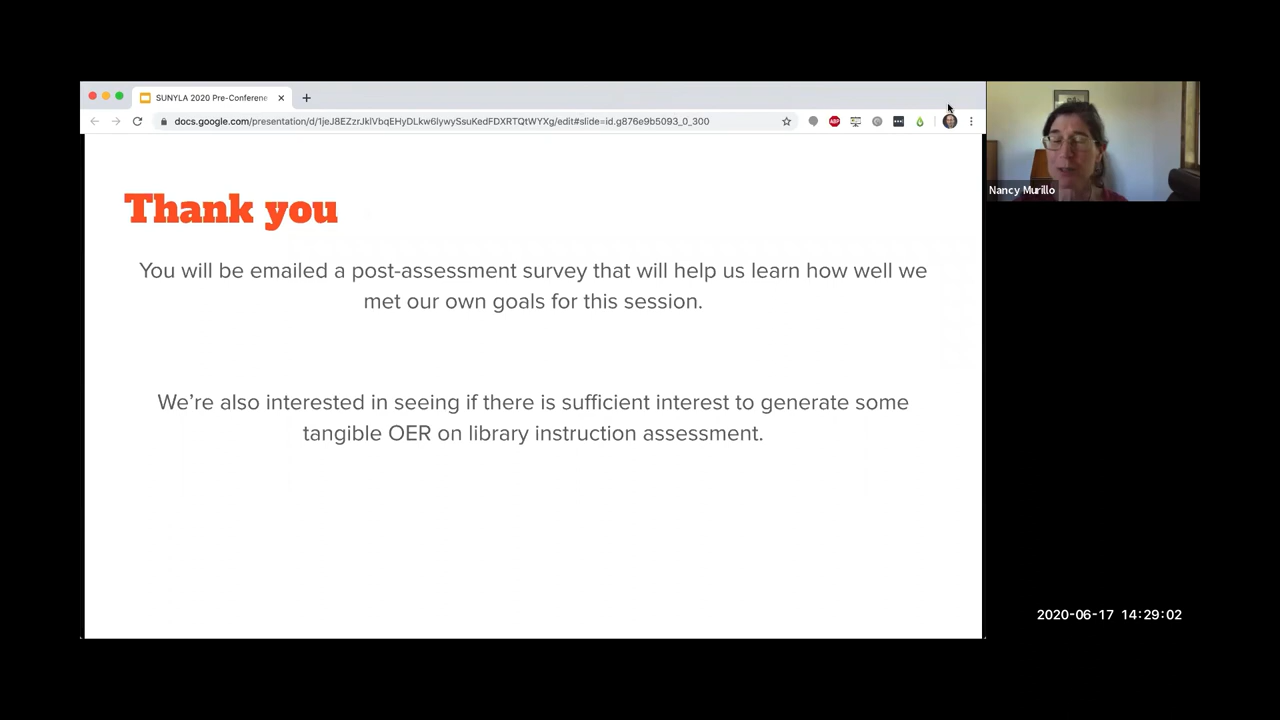 SUNYLA 2020 Pre-Conferenc
docs.google.com/presentation/d/1jeJ8EZzrJklVbqEHyDLkw6IywySsuKedFDXRTQtWYXg/edit#slide=id.g876e9b5093_0_300
ABP
Nancy Murillo
Thank you
You will be emailed a post-assessment survey that will help us learn how well we
met our own goals for this session.
We’re also interested in seeing if there is sufficient interest to generate some
tangible OER on library instruction assessment.
2020-06-17 14:29:02